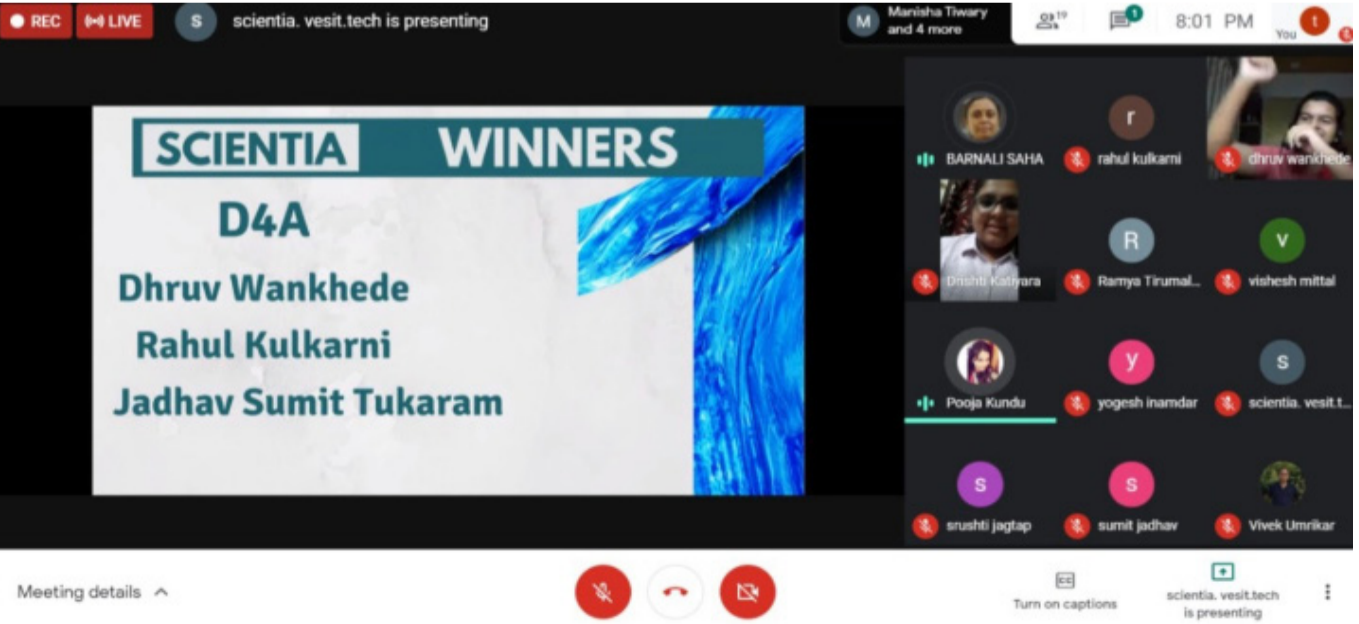 REC
LIVE
S
scientia. vesit.tech is presenting
M
Manisha Tiwary
and 4 more
19
1
8:01 PM
You
t
SCIENTIA WINNERS
D4A
Dhruv Wankhede
Rahul Kulkarni
Jadhav Sumit Tukaram
1
BARNALI SAHA
r
rahul kulkarni
dhruv wankhede
Drishti Katiyara
R
Ramya Tirumal...
v
vishesh mittal
Pooja Kundu
y
yogesh inamdar
s
scientia. vesit.t...
s
srushti jagtap
s
sumit jadhav
Vivek Umrikar
Meeting details
CC
Turn on captions
scientia. vesit.tech
is presenting